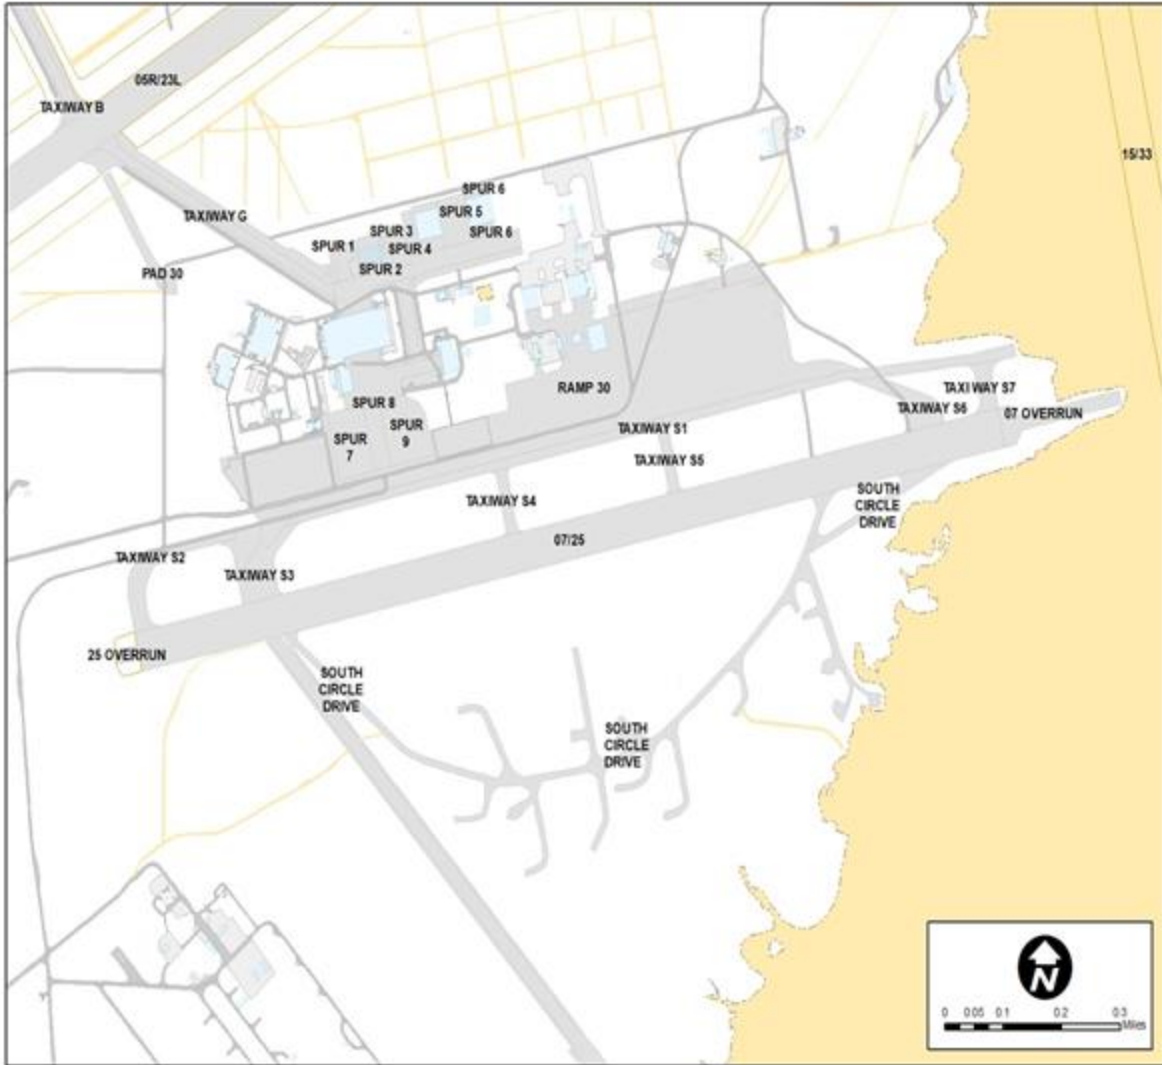 05R/23L
TAXIWAY B
15/33
SPUR 6
SPUR 5
TAXIWAY G
SPUR 3
SPUR 6
SPUR 1
SPUR 4
SPUR 2
PAD 30
RAMP 30
TAXI WAY S7
SPUR 8
TAXIWAY S6
07 OVERRUN
SPUR
9
TAXIWAY S1
SPUR
7
TAXIWAY S5
TAXIWAY S4
SOUTH
CIRCLE
DRIVE
07/25
TAXIWAY S2
TAXIWAY S3
25 OVERRUN
SOUTH
CIRCLE
DRIVE
SOUTH
CIRCLE
DRIVE
N
0 0.05 0.1 0.2 0.3
Miles